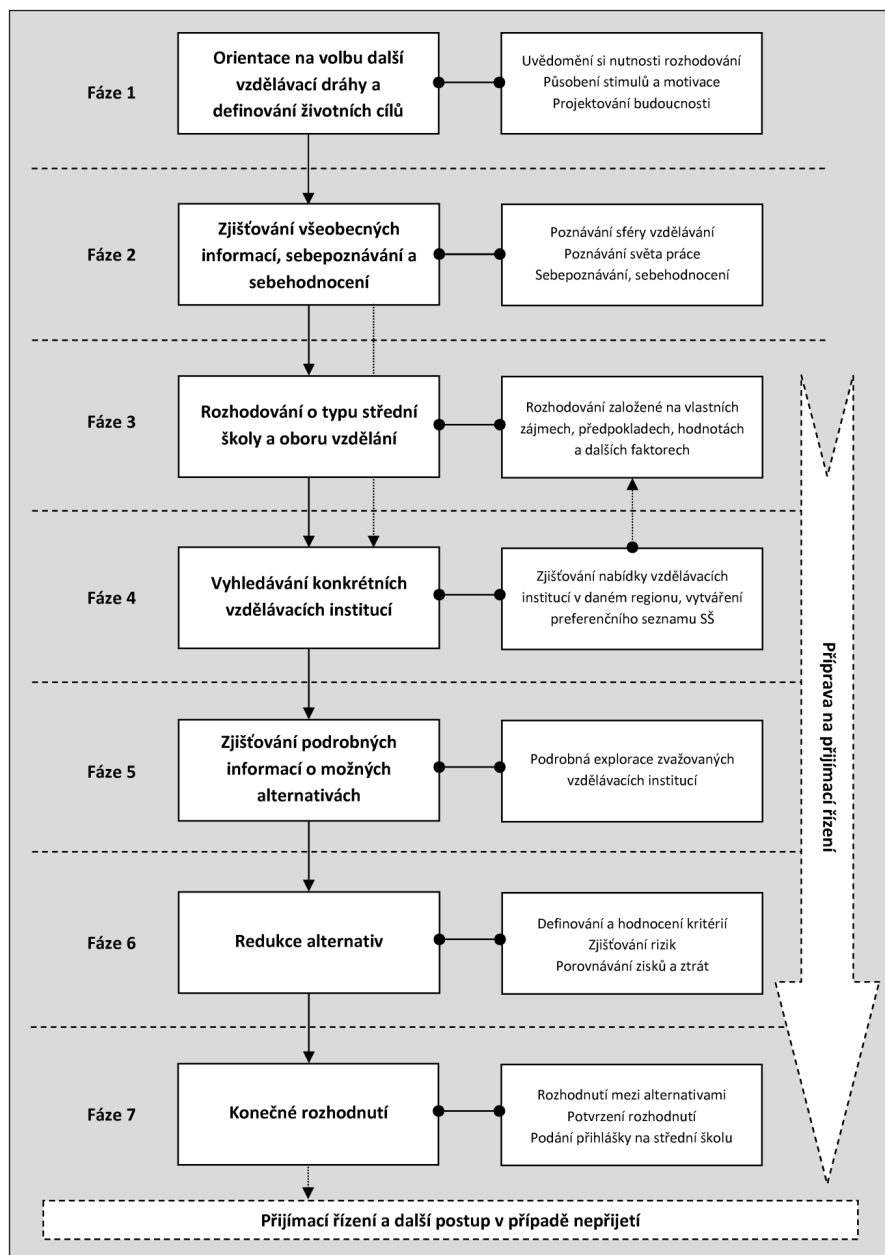 Fáze 1
Orientace na volbu další
vzdělávací dráhy a
definování životních cílů
Uvědomění si nutnosti rozhodování
Působení stimulů a motivace
Projektování budoucnosti
Fáze 2
Zjišťování všeobecných
informací, sebepoznávání a
sebehodnocení
Poznávání sféry vzdělávání
Poznávání světa práce
Sebepoznávání, sebehodnocení
Fáze 3
Rozhodování o typu střední
školy a oboru vzdělání
Rozhodování založené na vlastních
zájmech, předpokladech, hodnotách
a dalších faktorech
Fáze 4
Vyhledávání konkrétních
vzdělávacích institucí
Zjišťování nabídky vzdělávacích
institucí v daném regionu, vytváření
preferenčního seznamu SŠ
Fáze 5
Zjišťování podrobných
informací o možných
alternativách
Podrobná explorace zvažovaných
vzdělávacích institucí
Fáze 6
Redukce alternativ
Definování a hodnocení kritérií
Zjišťování rizik
Porovnávání zisků a ztrát
Fáze 7
Konečné rozhodnutí
Rozhodnutí mezi alternativami
Potvrzení rozhodnutí
Podání přihlášky na střední školu
Příprava na přijímací řízení
Přijímací řízení a další postup v případě nepřijetí